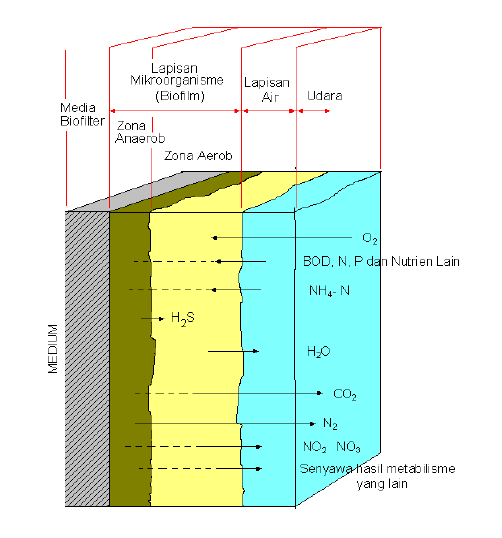 Lapisan
Mikroorganisme
(Biofilm)
Lapisan
Air
Udara
Media
Biofilter
Zona
Anaerob
Zona Aerob
O2
BOD, N, P dan Nutrien Lain
NH4- N
H2S
MEDIUM
H2O
CO2
N2
NO2 NO3
Senyawa hasil metabilisme
yang lain